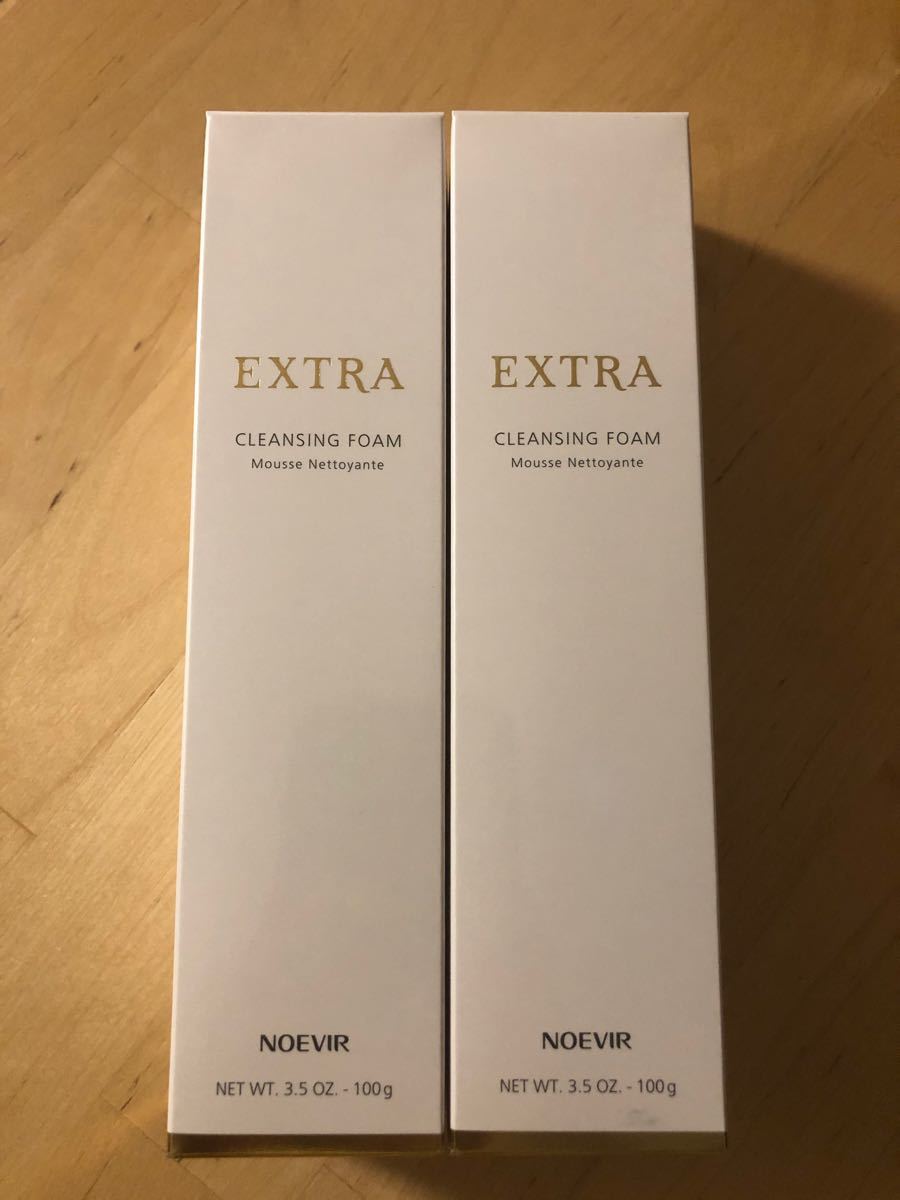 EXTRA
CLEANSING FOAM
Mousse Nettoyante
NOEVIR
NET WT. 3.5 OZ. - 100g
EXTRA
CLEANSING FOAM
Mousse Nettoyante
NOEVIR
NET WT. 3.5 OZ. - 100g